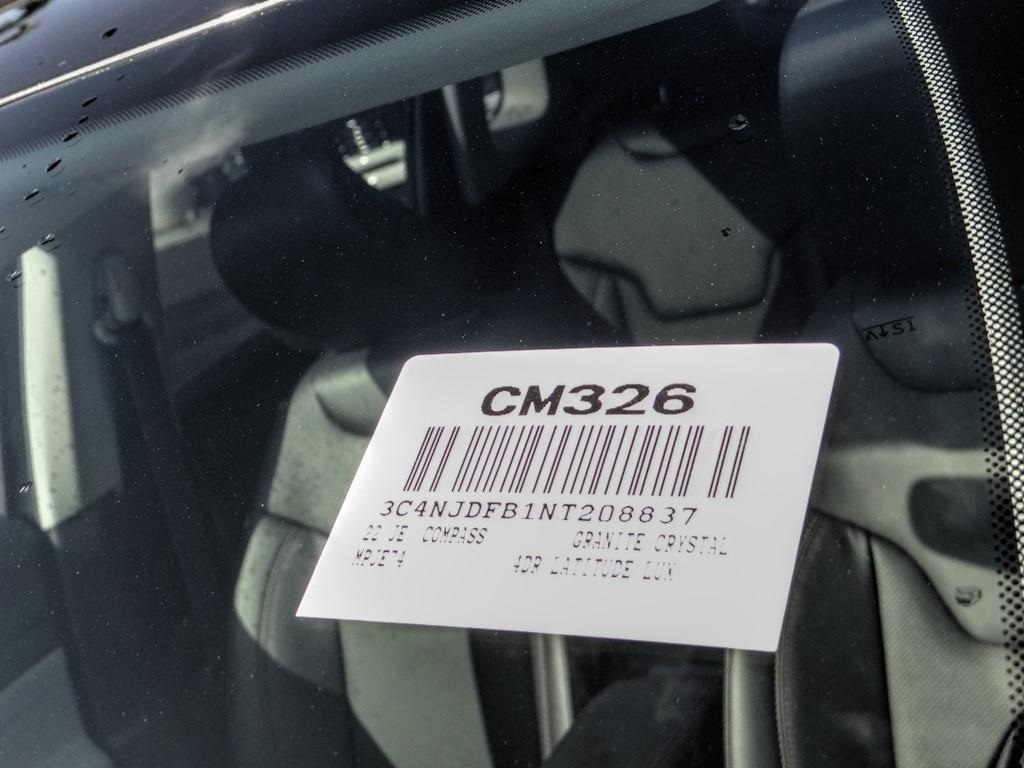 CM326
3C4NJDFB1NT208837
22 JE COMPASS GRANITE CRYSTAL
MPJE74 4DR LATITUDE LUX